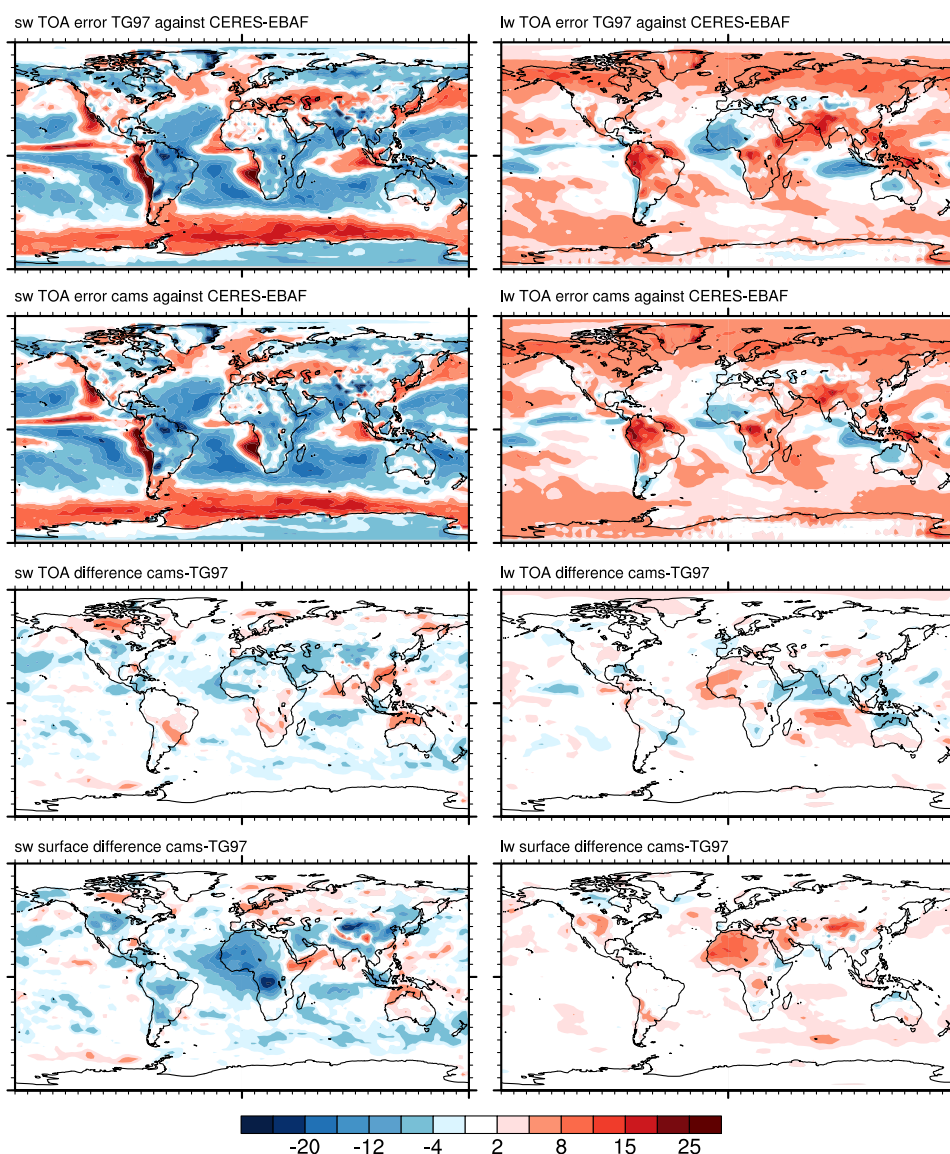 sw TOA error TG97 against CERES-EBAF
lw TOA error TG97 against CERES-EBAF
sw TOA error cams against CERES-EBAF
lw TOA error cams against CERES-EBAF
sw TOA difference cams-TG97
lw TOA difference cams-TG97
sw surface difference cams-TG97
lw surface difference cams-TG97
-20 -12 -4 2 8 15 25